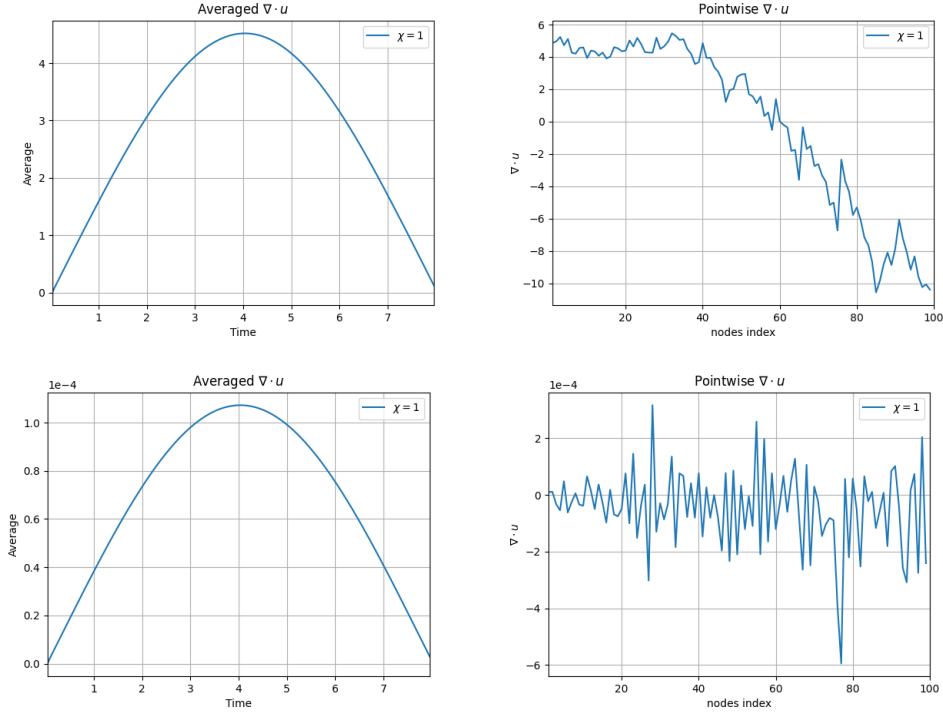 Averaged ∇ · u
χ = 1
Average
4
3
2
1
0
1 2 3 4 5 6 7
Time
Pointwise ∇ · u
χ = 1
∇ · u
6
4
2
0
−2
−4
−6
−8
−10
20 40 60 80 100
nodes index
Averaged ∇ · u
1e−4
χ = 1
Average
1.0
0.8
0.6
0.4
0.2
0.0
1 2 3 4 5 6 7
Time
Pointwise ∇ · u
1e−4
χ = 1
∇ · u
2
0
−2
−4
−6
20 40 60 80 100
nodes index